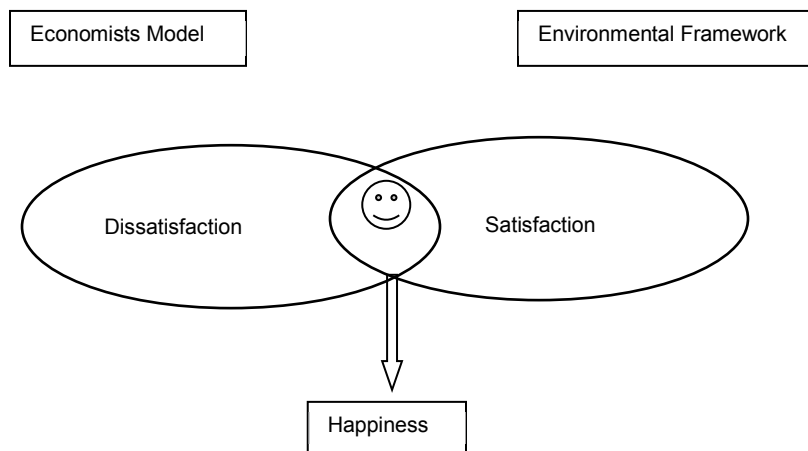 Economists Model
Environmental Framework
Dissatisfaction
Satisfaction
Happiness